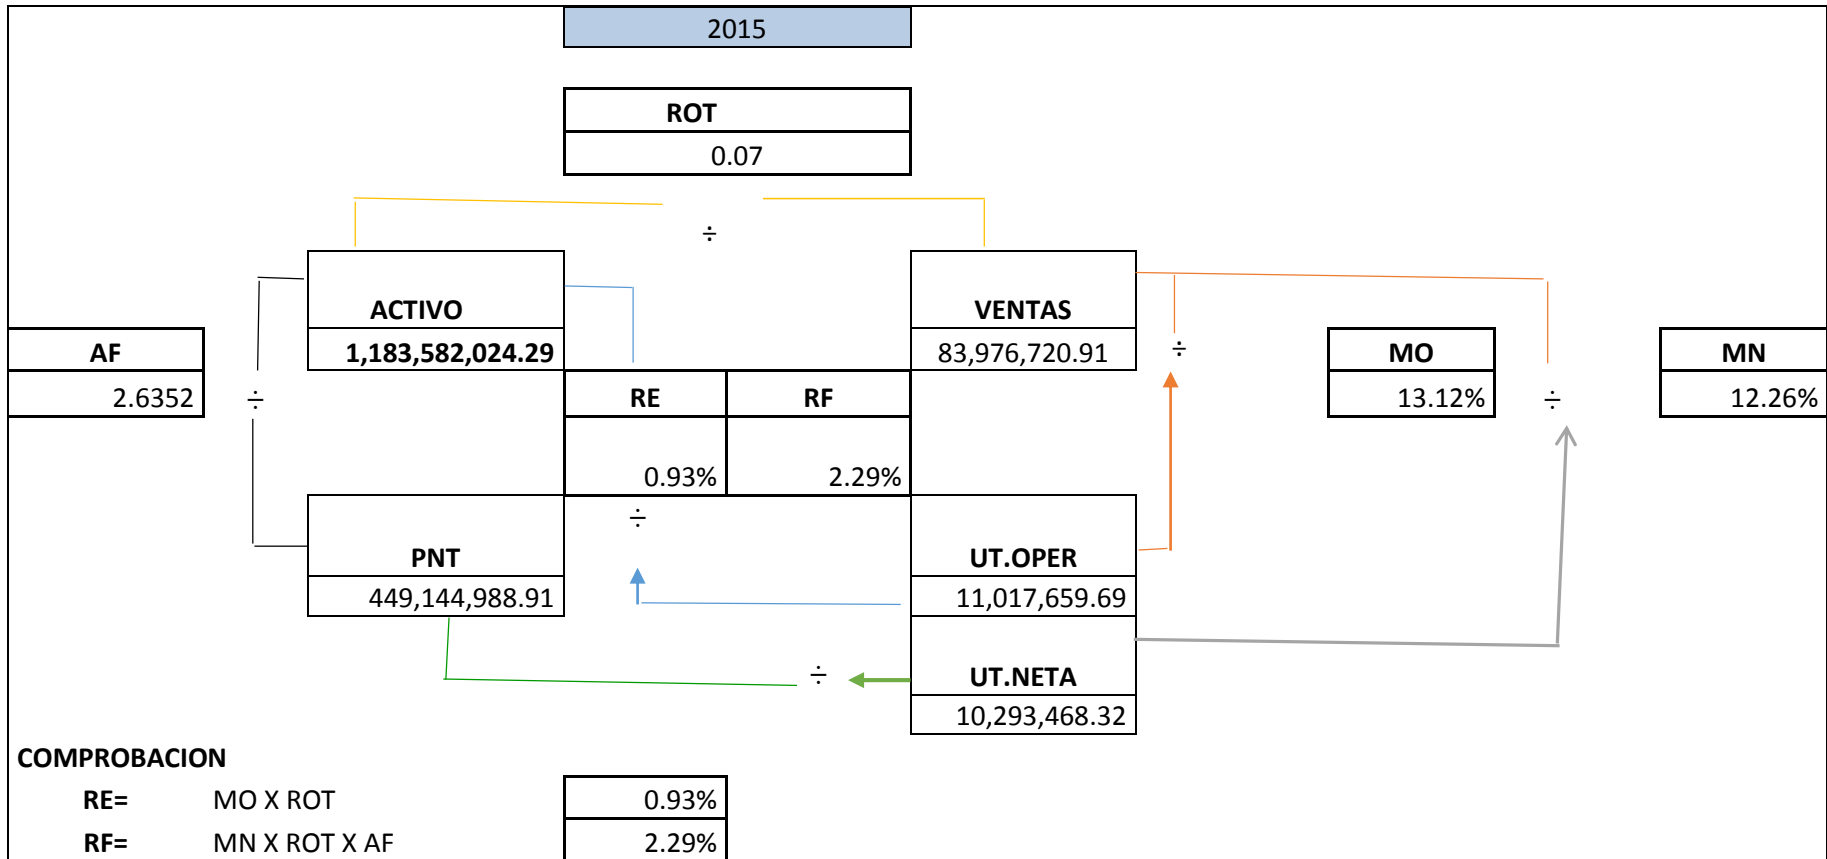 2015
ROT
0.07
÷
ACTIVO
VENTAS
1,183,582,024.29
83,976,720.91
÷
AF
MO
MN
2.6352
÷
RE
RF
13.12%
÷
12.26%
0.93%
2.29%
÷
PNT
UT.OPER
449,144,988.91
11,017,659.69
÷
UT.NETA
10,293,468.32
COMPROBACION
RE= MO X ROT 0.93%
RF= MN X ROT X AF 2.29%